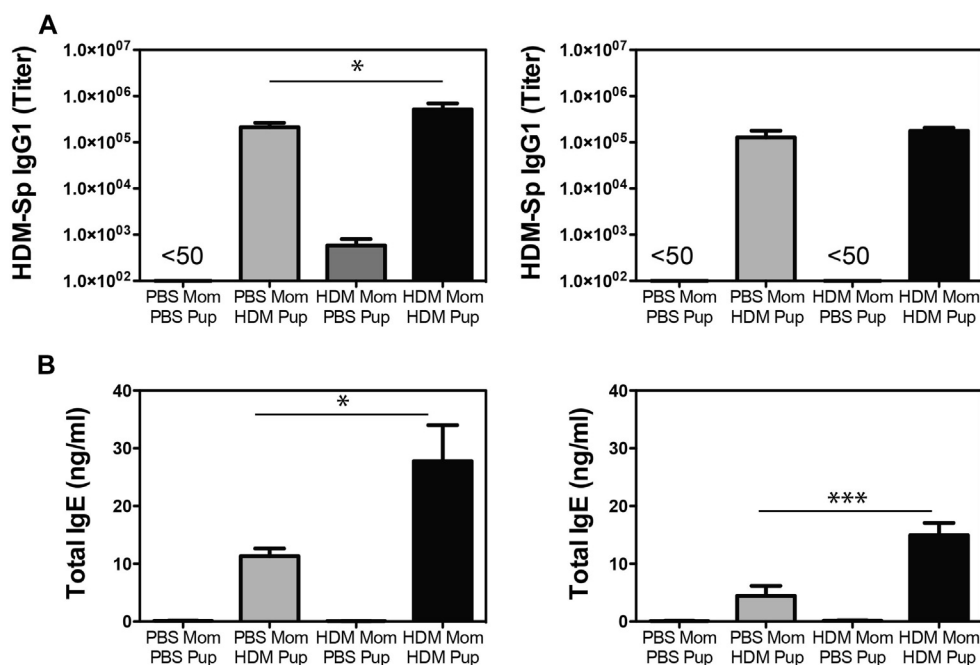 A
HDM-Sp IgG1 (Titer)
1.0×10⁰⁷
1.0×10⁰⁶
1.0×10⁰⁵
1.0×10⁰⁴
1.0×10⁰³
1.0×10⁰²
<50
*
PBS Mom PBS Mom HDM Mom HDM Mom
PBS Pup HDM Pup PBS Pup HDM Pup
HDM-Sp IgG1 (Titer)
1.0×10⁰⁷
1.0×10⁰⁶
1.0×10⁰⁵
1.0×10⁰⁴
1.0×10⁰³
1.0×10⁰²
<50 <50
PBS Mom PBS Mom HDM Mom HDM Mom
PBS Pup HDM Pup PBS Pup HDM Pup
B
Total IgE (ng/ml)
40
30
20
10
0
*
PBS Mom PBS Mom HDM Mom HDM Mom
PBS Pup HDM Pup PBS Pup HDM Pup
Total IgE (ng/ml)
40
30
20
10
0
***
PBS Mom PBS Mom HDM Mom HDM Mom
PBS Pup HDM Pup PBS Pup HDM Pup